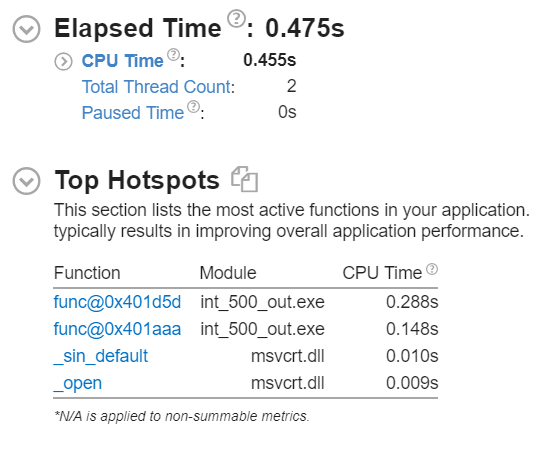 Elapsed Time ?: 0.475s
CPU Time ?: 0.455s
Total Thread Count: 2
Paused Time ?: 0s
Top Hotspots
This section lists the most active functions in your application.
typically results in improving overall application performance.
Function Module CPU Time ?
func@0x401d5d int_500_out.exe 0.288s
func@0x401aaa int_500_out.exe 0.148s
_sin_default msvcrt.dll 0.010s
_open msvcrt.dll 0.009s
*N/A is applied to non-summable metrics.